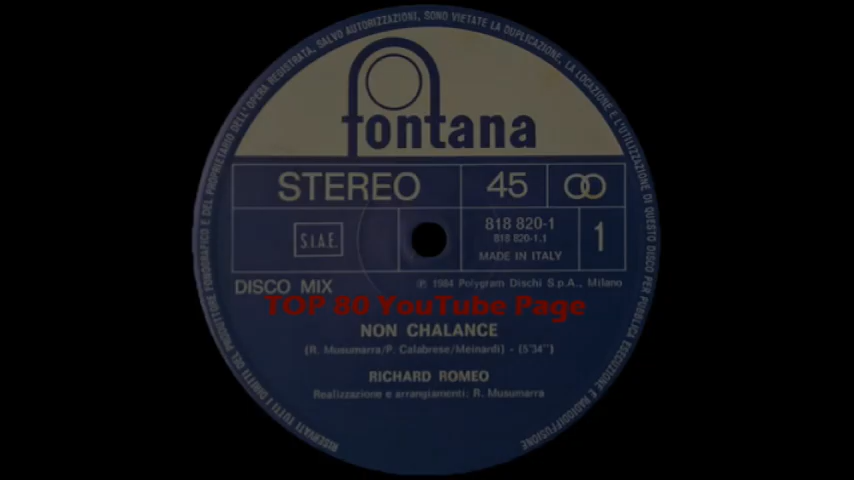 RISERVATI TUTTI I DIRITTI DEL PRODUTTORE FONOGRAFICO E DEL PROPRIETARIO DELL'OPERA REGISTRATA, SALVO AUTORIZZAZIONI, SONO VIETATE LA DUPLICAZIONE, LA LOCAZIONE E L'UTILIZZAZIONE DI QUESTO DISCO PER PUBBLICA ESECUZIONE E RADIODIFFUSIONE
fontana
STEREO 45
S.I.A.E. 818 820-1 1
818 820-1.1
MADE IN ITALY
DISCO MIX ℗ 1984 Polygram Dischi S.p.A., Milano
TOP 80 YouTube Page
NON CHALANCE
(R. Musumarra/P. Calabrese/Meinardi) - (5'34'')
RICHARD ROMEO
Realizzazione e arrangiamenti: R. Musumarra